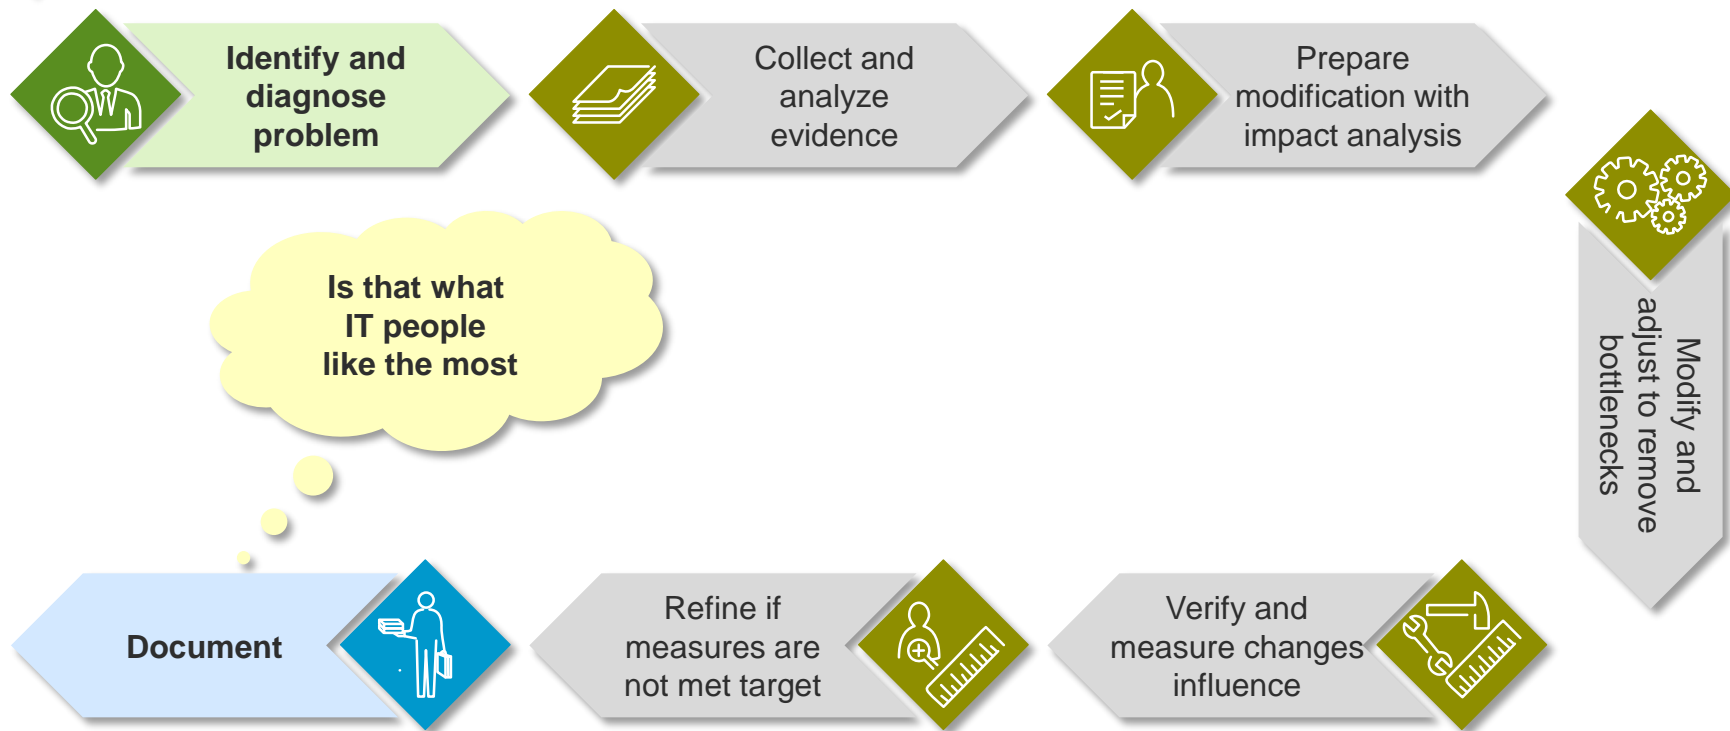 Identify and
diagnose
problem
Collect and
analyze
evidence
Prepare
modification with
impact analysis
Modify and
adjust to remove
bottlenecks
Is that what
IT people
like the most
Document
Refine if
measures are
not met target
Verify and
measure changes
influence